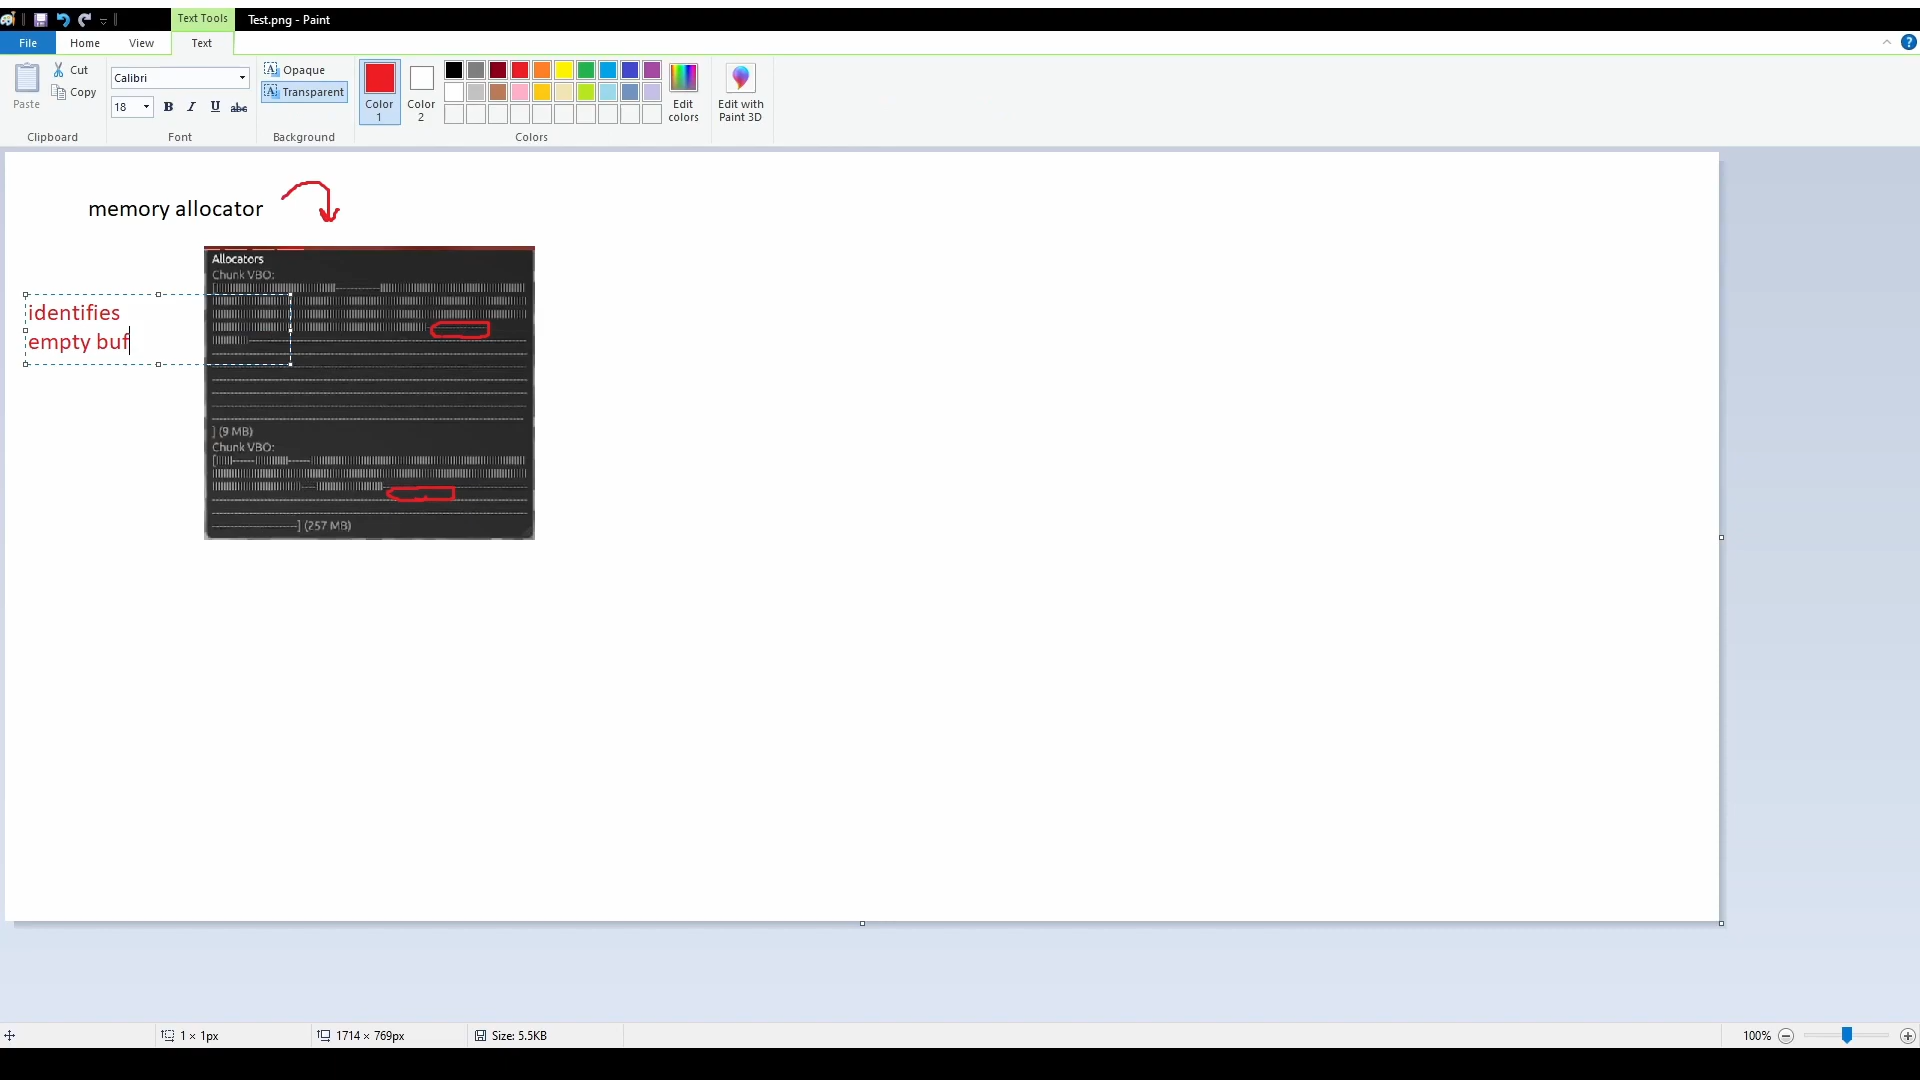 Text Tools
Test.png - Paint
File
Home
View
Text
Paste
Cut
Copy
Clipboard
Calibri
18
B I U abc
Font
A Opaque
A Transparent
Background
Color 1
Color 2
Edit colors
Colors
Edit with Paint 3D
memory allocator
identifies
empty buf
Allocators
Chunk VBO:
] (9 MB)
Chunk VBO:
] (257 MB)
1 × 1px
1714 × 769px
Size: 5.5KB
100%